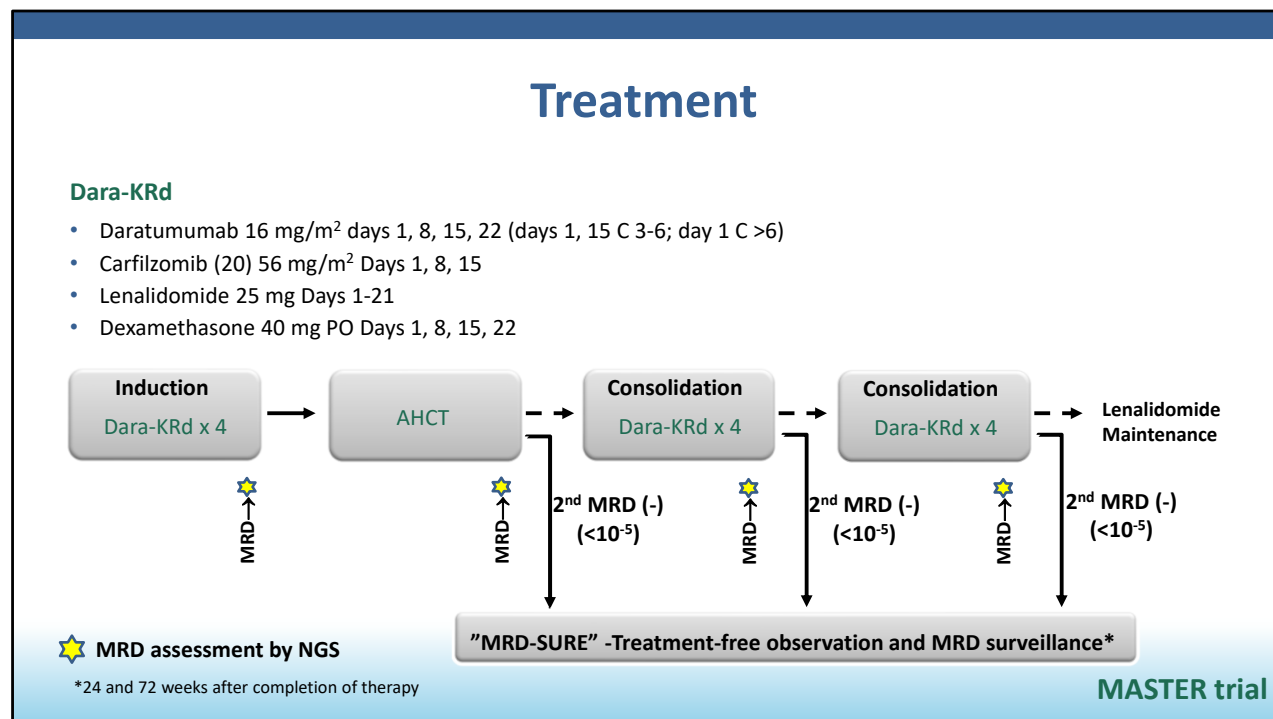 Treatment
Dara-KRd
• Daratumumab 16 mg/m² days 1, 8, 15, 22 (days 1, 15 C 3-6; day 1 C >6)
• Carfilzomib (20) 56 mg/m² Days 1, 8, 15
• Lenalidomide 25 mg Days 1-21
• Dexamethasone 40 mg PO Days 1, 8, 15, 22
Induction
Dara-KRd x 4
AHCT
Consolidation
Dara-KRd x 4
Consolidation
Dara-KRd x 4
Lenalidomide
Maintenance
MRD
MRD
2nd MRD (-)
(<10-5)
MRD
2nd MRD (-)
(<10-5)
MRD
2nd MRD (-)
(<10-5)
”MRD-SURE” -Treatment-free observation and MRD surveillance*
MRD assessment by NGS
*24 and 72 weeks after completion of therapy
MASTER trial